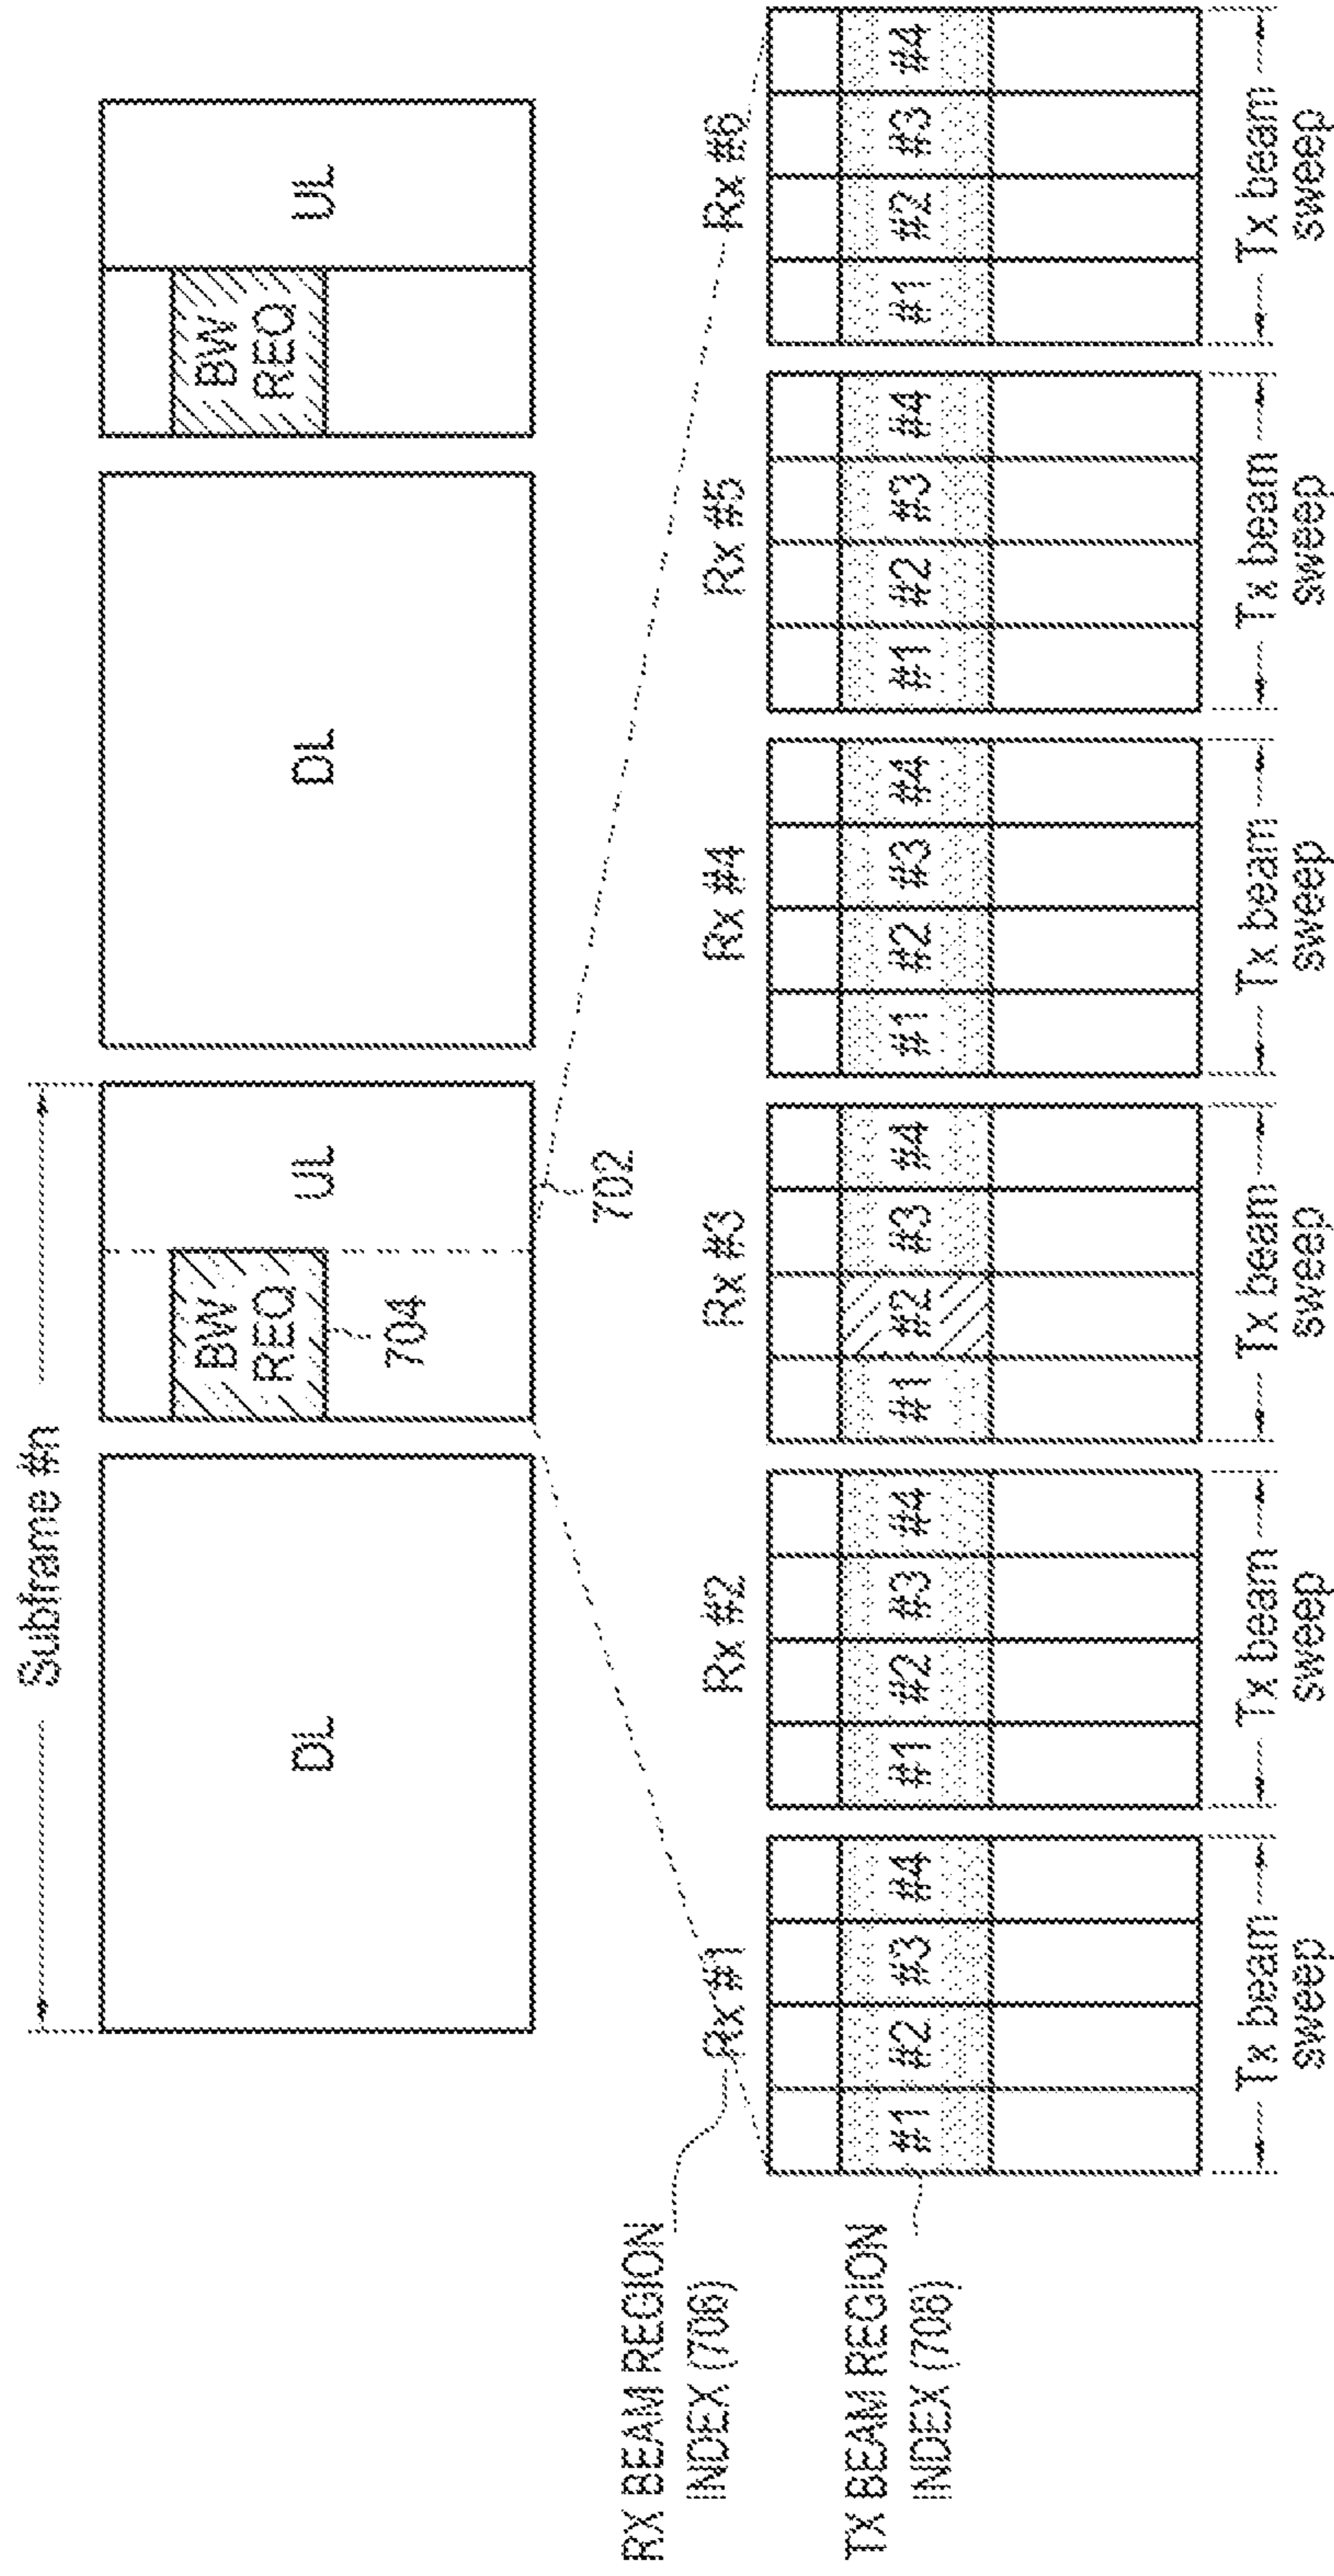 Subframe #n
DL
BW
REQ
UL
DL
BW
REQ
UL
704
702
RX BEAM REGION
INDEX (706)
Rx #1
Rx #2
Rx #3
Rx #4
Rx #5
Rx #6
TX BEAM REGION
INDEX (708)
#1 #2 #3 #4
#1 #2 #3 #4
#1 #2 #3 #4
#1 #2 #3 #4
#1 #2 #3 #4
#1 #2 #3 #4
Tx beam
sweep
Tx beam
sweep
Tx beam
sweep
Tx beam
sweep
Tx beam
sweep
Tx beam
sweep